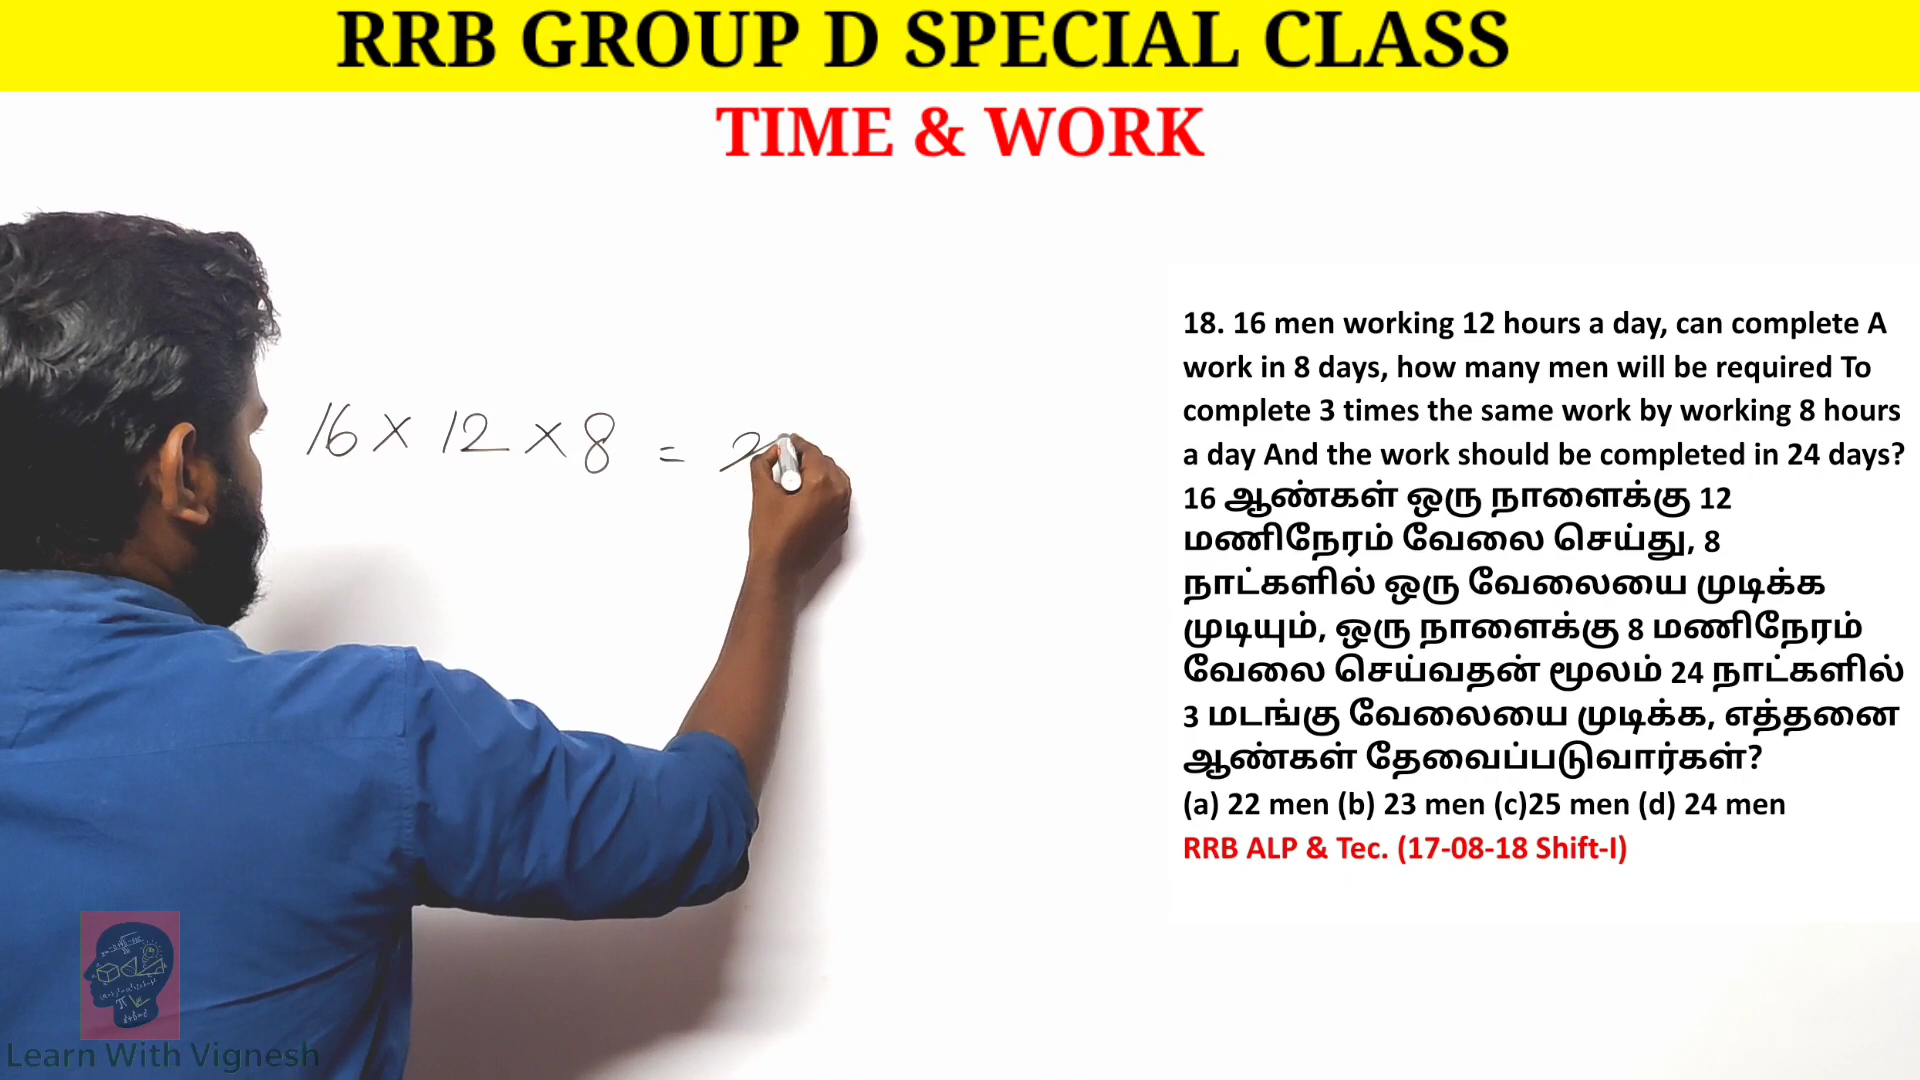 RRB GROUP D SPECIAL CLASS
TIME & WORK
16 × 12 × 8 = 2
18. 16 men working 12 hours a day, can complete A
work in 8 days, how many men will be required To
complete 3 times the same work by working 8 hours
a day And the work should be completed in 24 days?
16 ஆண்கள் ஒரு நாளைக்கு 12
மணிநேரம் வேலை செய்து, 8
நாட்களில் ஒரு வேலையை முடிக்க
முடியும், ஒரு நாளைக்கு 8 மணிநேரம்
வேலை செய்வதன் மூலம் 24 நாட்களில்
3 மடங்கு வேலையை முடிக்க, எத்தனை
ஆண்கள் தேவைப்படுவார்கள்?
(a) 22 men (b) 23 men (c)25 men (d) 24 men
RRB ALP & Tec. (17-08-18 Shift-I)
Learn With Vignesh